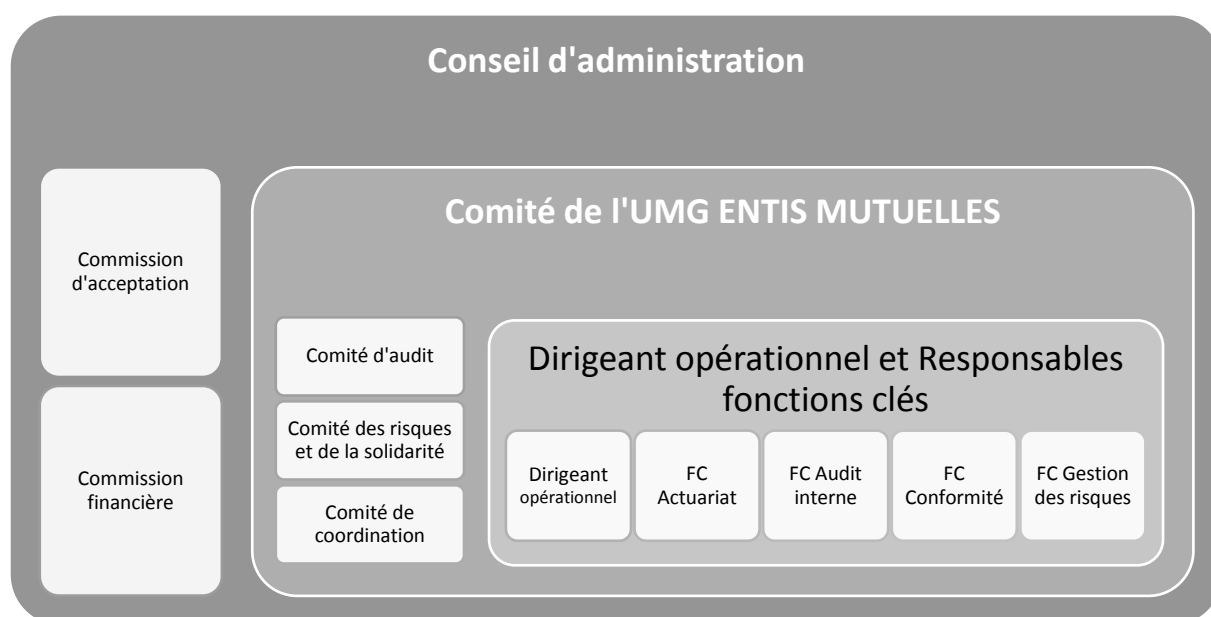 Conseil d'administration
Commission
d'acceptation
Commission
financière
Comité de l'UMG ENTIS MUTUELLES
Comité d'audit
Comité des risques
et de la solidarité
Comité de
coordination
Dirigeant opérationnel et Responsables
fonctions clés
Dirigeant
opérationnel
FC
Actuariat
FC Audit
interne
FC
Conformité
FC Gestion
des risques